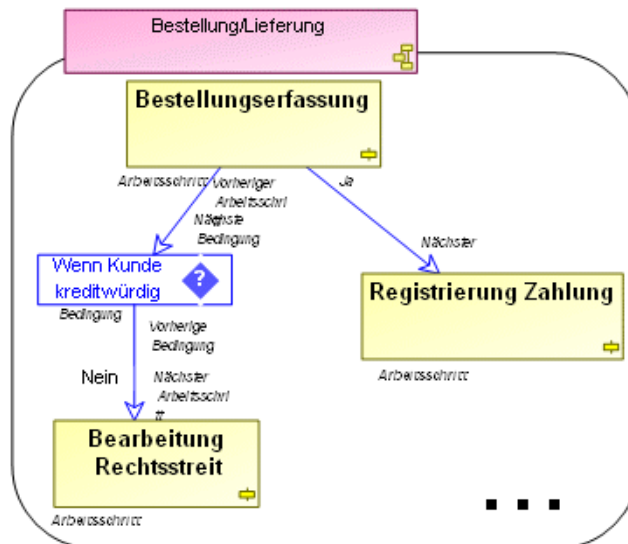 Bestellung/Lieferung
Bestellungserfassung
Arbeitsschritt
Vorheriger
Arbeitsschri
Nächste
Bedingung
Ja
Nächster
Wenn Kunde
kreditwürdig
?
Bedingung
Registrierung Zahlung
Arbeitsschritt
Vorherige
Bedingung
Nein
Nächster
Arbeitsschri
tt
Bearbeitung
Rechtsstreit
Arbeitsschritt
...